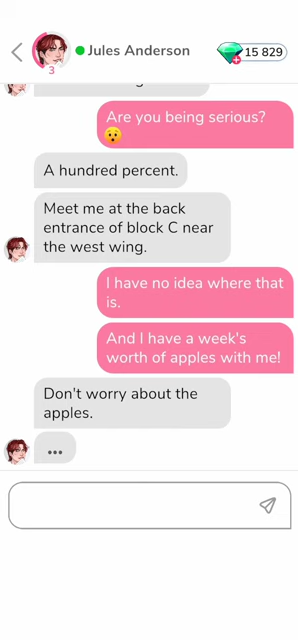 Jules Anderson
15 829
3
Are you being serious?
😯
A hundred percent.
Meet me at the back
entrance of block C near
the west wing.
I have no idea where that
is.
And I have a week's
worth of apples with me!
Don't worry about the
apples.
...